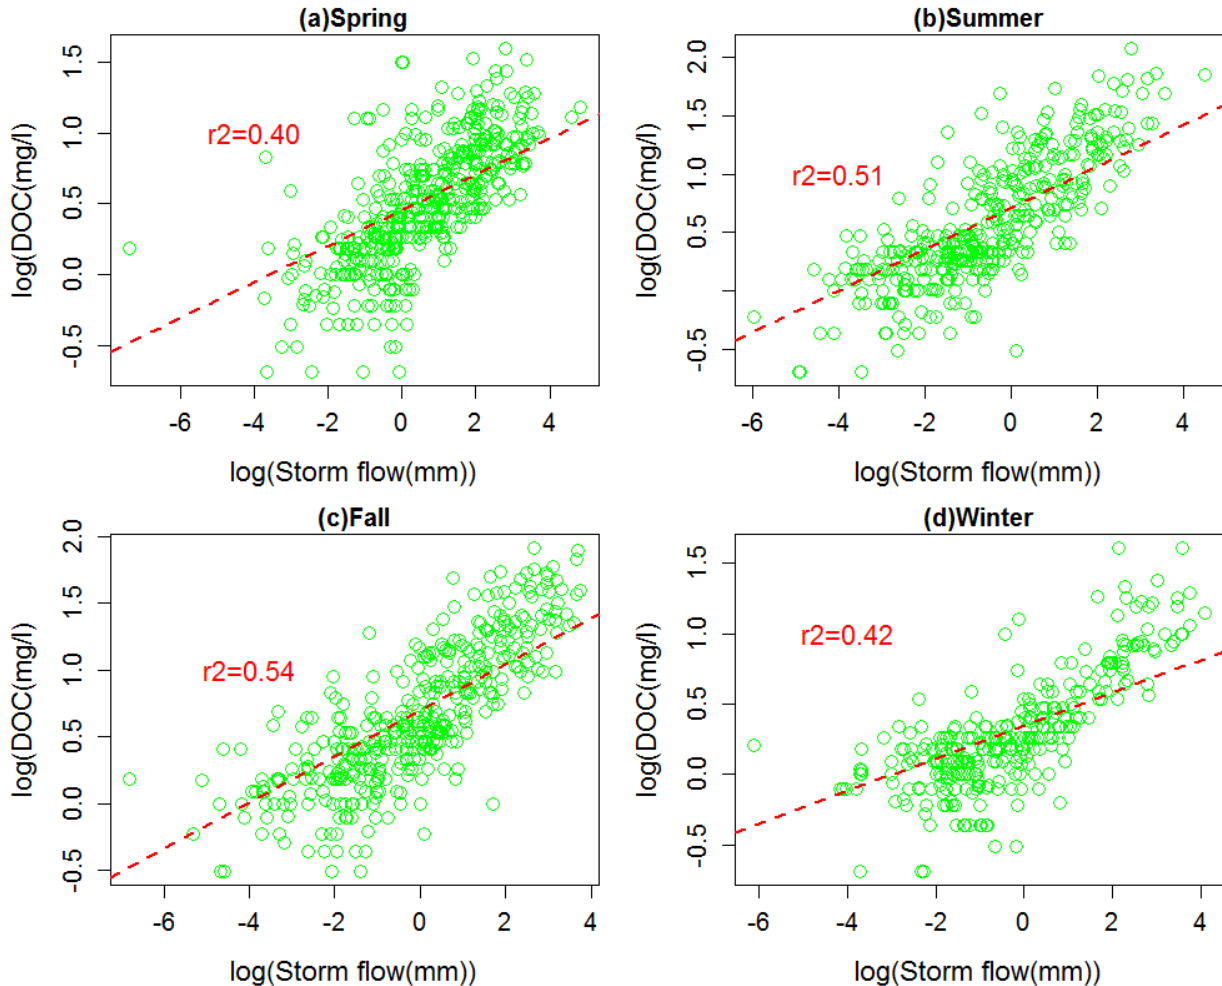 (a)Spring
log(DOC(mg/l))
1.5
1.0
0.5
0.0
-0.5
r2=0.40
-6 -4 -2 0 2 4
log(Storm flow(mm))
(b)Summer
log(DOC(mg/l))
2.0
1.5
1.0
0.5
-0.5
r2=0.51
-6 -4 -2 0 2 4
log(Storm flow(mm))
(c)Fall
log(DOC(mg/l))
2.0
1.5
1.0
0.5
0.0
-0.5
r2=0.54
-6 -4 -2 0 2 4
log(Storm flow(mm))
(d)Winter
log(DOC(mg/l))
1.5
1.0
0.5
0.0
-0.5
r2=0.42
-6 -4 -2 0 2 4
log(Storm flow(mm))